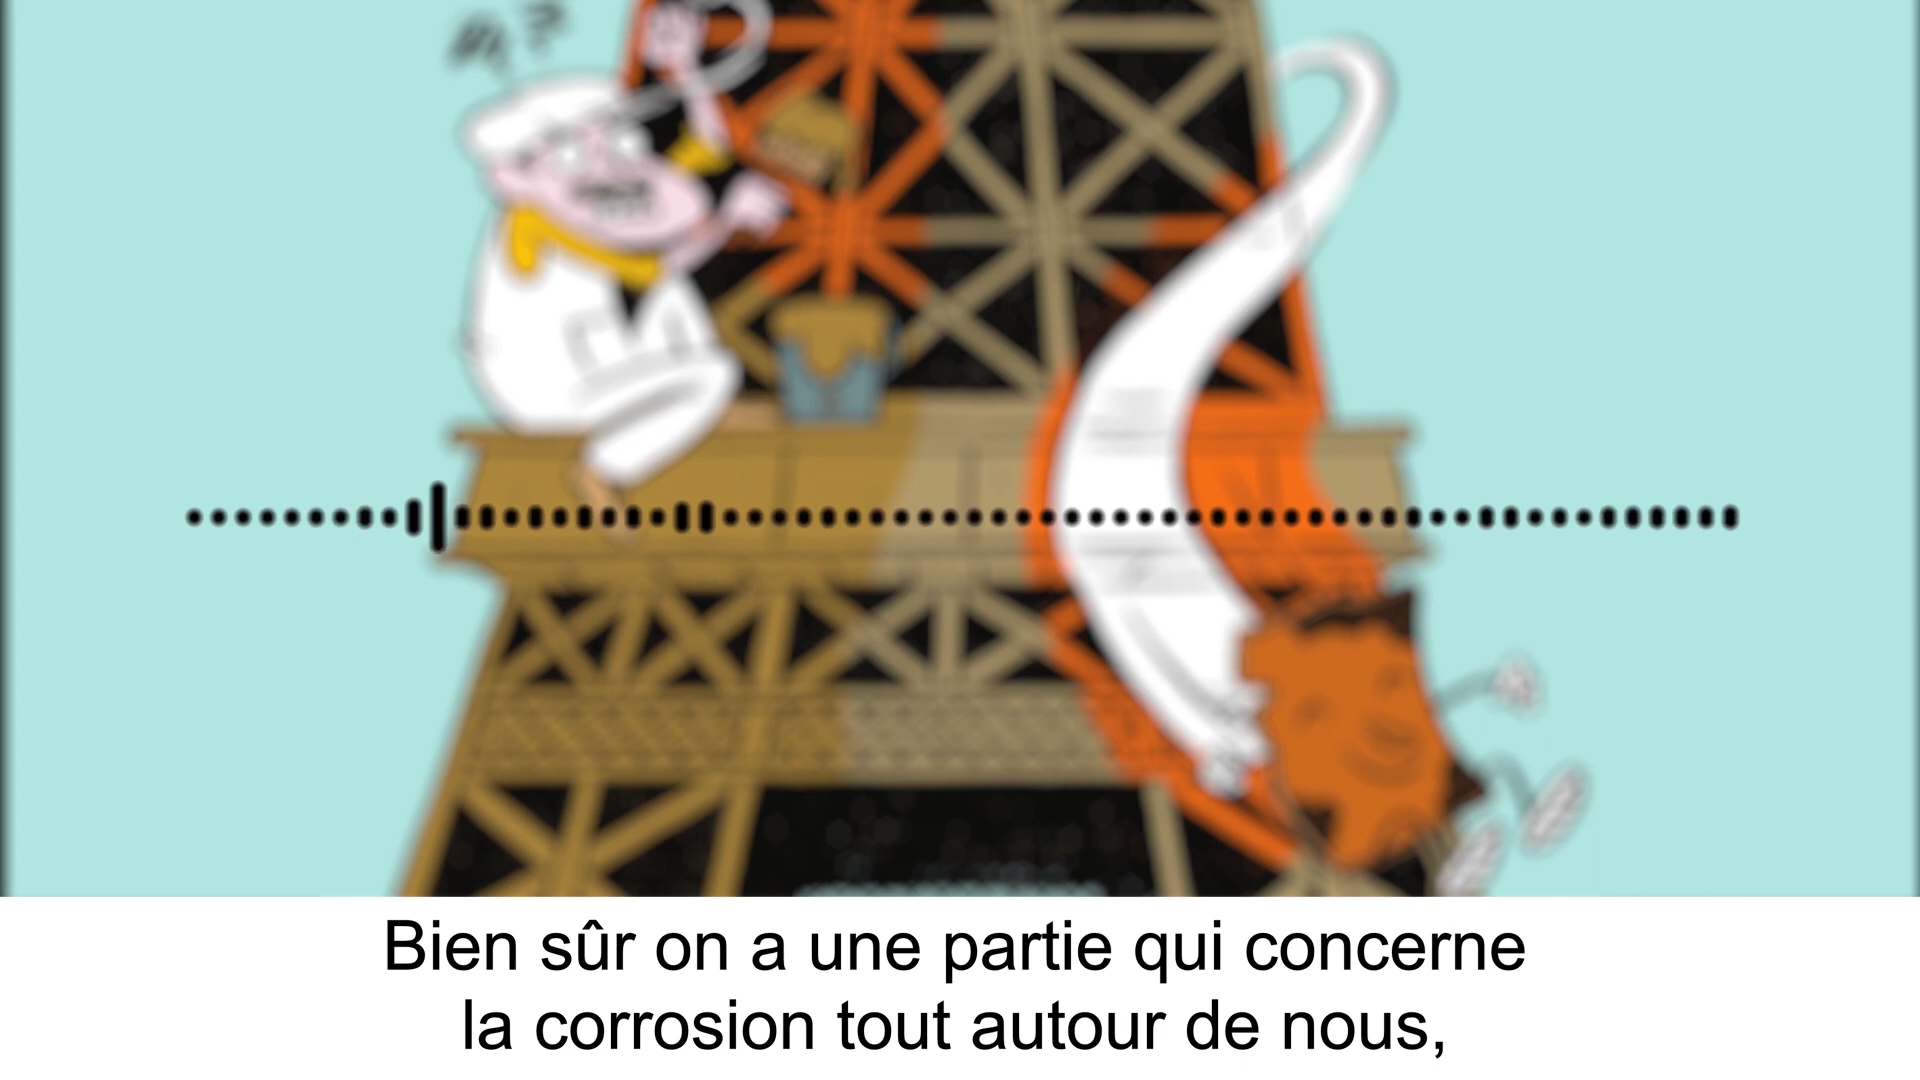 Bien sûr on a une partie qui concerne
la corrosion tout autour de nous,